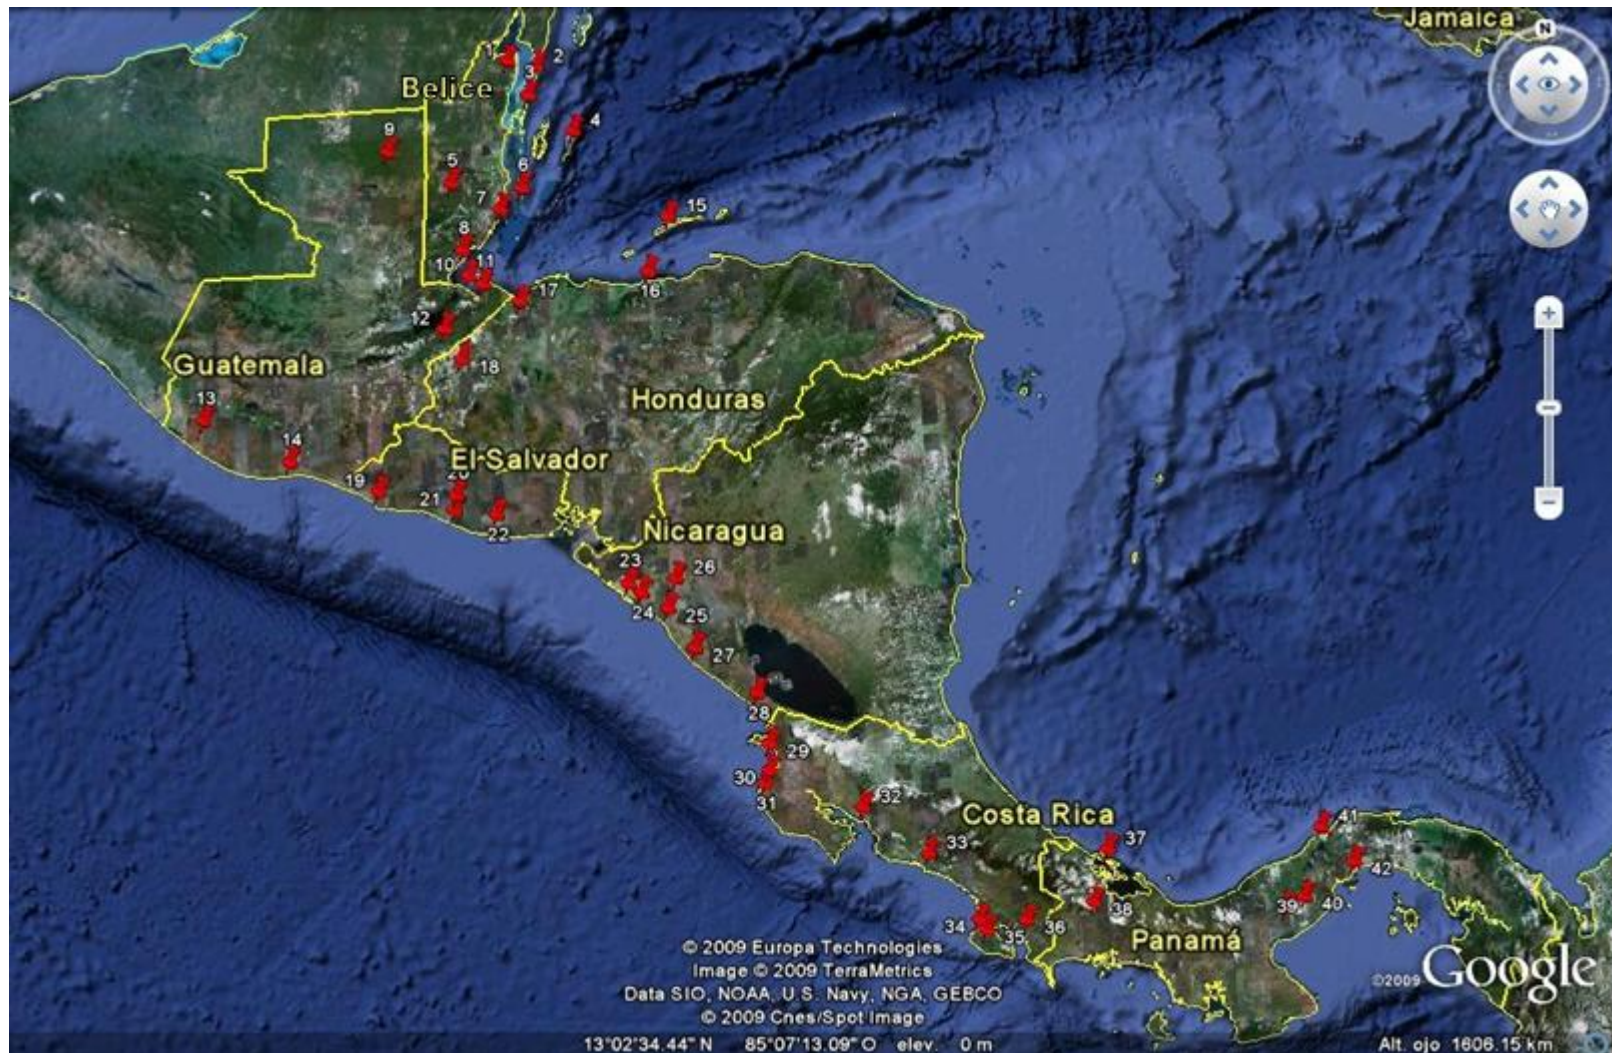 Jamaica
N
1
2
3
Belice
4
9
5
6
7
15
8
10
11
16
17
12
18
Guatemala
13
Honduras
14
El Salvador
20
19
21
22
Nicaragua
23
26
24
25
27
28
29
30
31
32
Costa Rica
33
37
41
42
38
39
40
34
35
36
Panamá
© 2009 Europa Technologies
Image © 2009 TerraMetrics
Data SIO, NOAA, U.S. Navy, NGA, GEBCO
© 2009 Cnes/Spot Image
©2009 Google
13°02'34.44" N 85°07'13.09" O elev. 0 m
Alt. ojo 1606.15 km